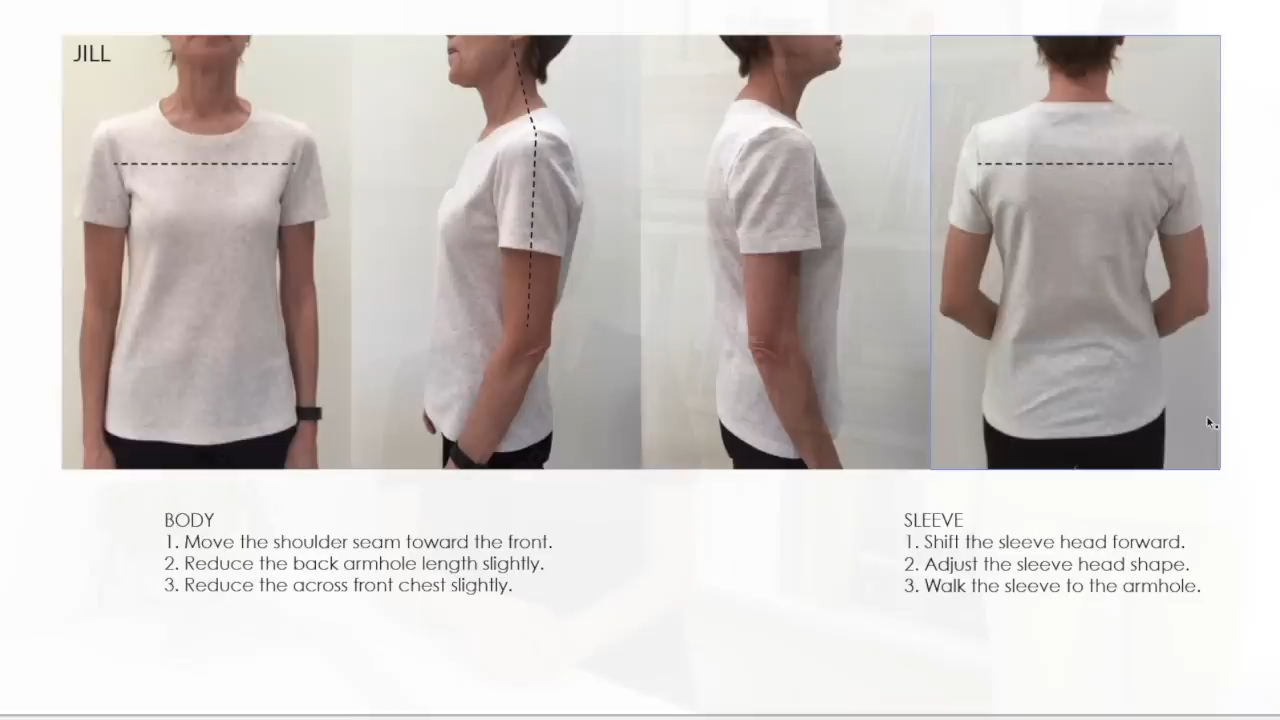 JILL
BODY
1. Move the shoulder seam toward the front.
2. Reduce the back armhole length slightly.
3. Reduce the across front chest slightly.
SLEEVE
1. Shift the sleeve head forward.
2. Adjust the sleeve head shape.
3. Walk the sleeve to the armhole.